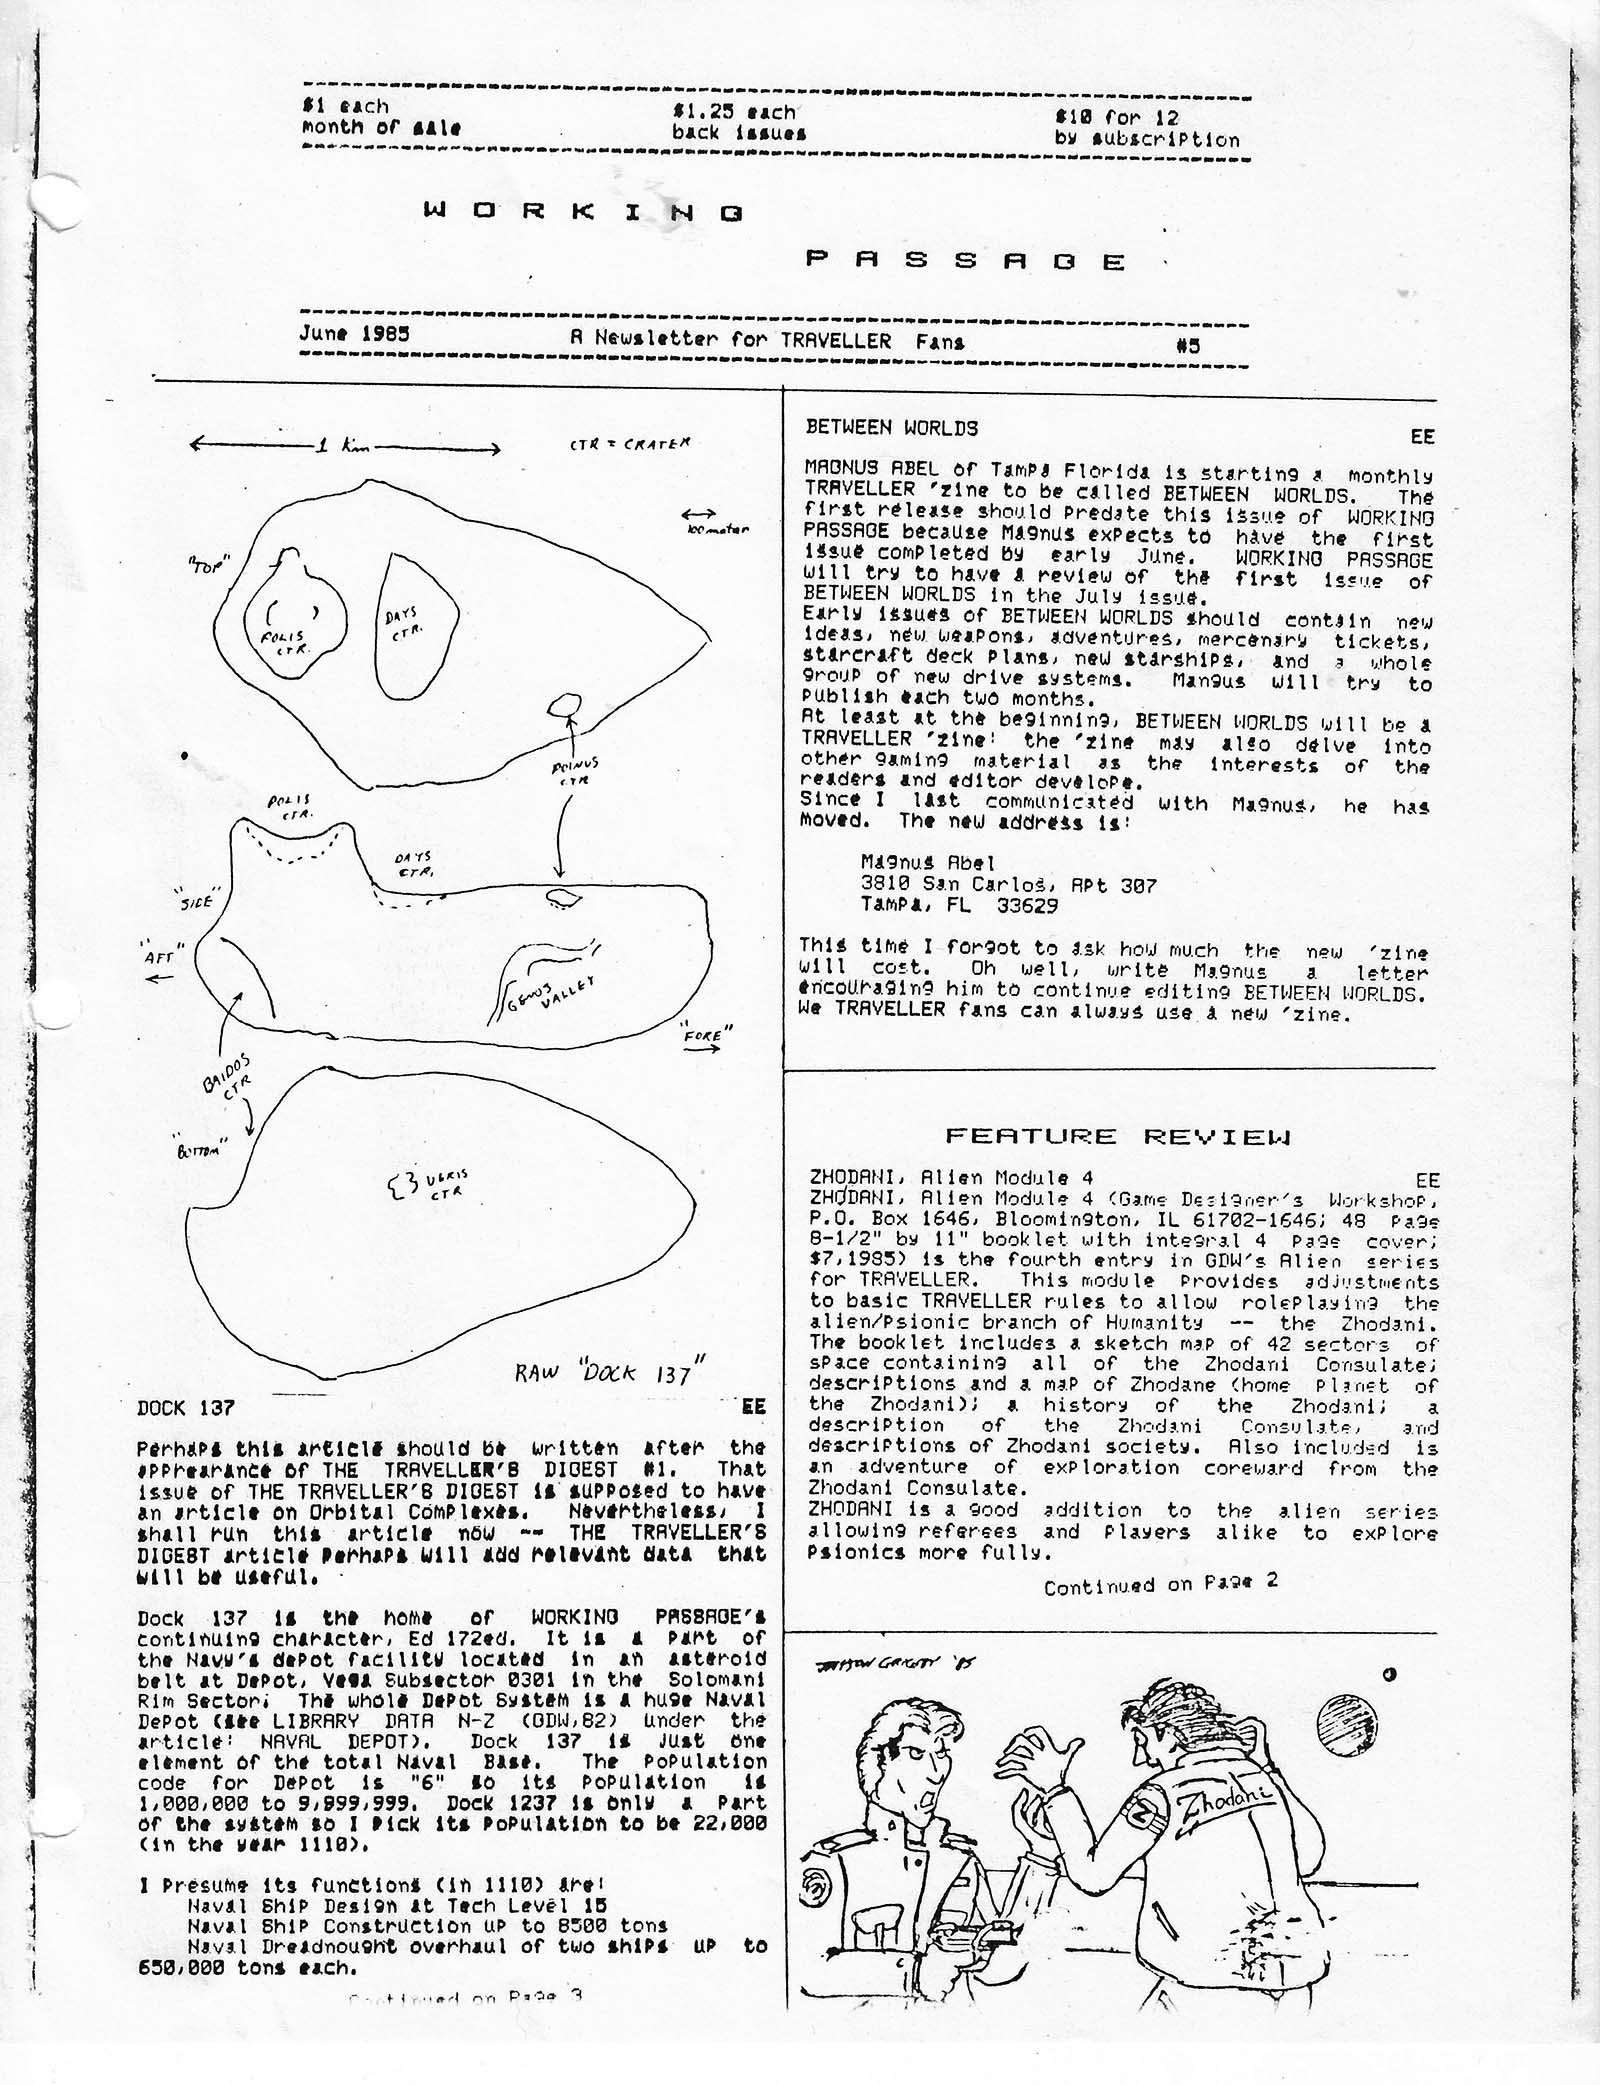 $1 each
month of sale
$1.25 each
back issues
$10 for 12
by subscription
WORKING
PASSAGE
June 1985 A Newsletter for TRAVELLER Fans #5
1 km
CTR = CRATER
100 meter
"TOP"
POLIS
CTR.
DAYS
CTR.
POINUS
CTR
POLIS
CTR.
DAYS
CTR.
"SIDE"
"AFT"
GENUS
VALLEY
"FORE"
BAIDOS
CTR
"BOTTOM"
UGRIS
CTR
RAW "DOCK 137"
DOCK 137 EE
Perhaps this article should be written after the
apphearance of THE TRAVELLER'S DIGEST #1. That
issue of THE TRAVELLER'S DIGEST is supposed to have
an article on Orbital Complexes. Nevertheless, I
shall run this article now -- THE TRAVELLER'S
DIGEST article perhaps will add relevant data that
will be useful.
Dock 137 is the home of WORKING PASSAGE's
continuing character, Ed 172ed. It is a part of
the Navy's depot facility located in an asteroid
belt at Depot, Vega Subsector 0301 in the Solomani
Rim Sector; The whole Depot System is a huge Naval
Depot (see LIBRARY DATA N-Z (GDW,82) under the
article: NAVAL DEPOT). Dock 137 is just one
element of the total Naval Base. The population
code for Depot is "6" so its population is
1,000,000 to 9,999,999. Dock 1237 is only a part
of the system so I pick its population to be 22,000
(in the year 1110).
I presume its functions (in 1110) are:
Naval Ship Design at Tech Level 15
Naval Ship Construction up to 8500 tons
Naval Dreadnought overhaul of two ships up to
650,000 tons each.
Continued on Page 3
BETWEEN WORLDS EE
MAGNUS ABEL of Tampa Florida is starting a monthly
TRAVELLER 'zine to be called BETWEEN WORLDS. The
first release should predate this issue of WORKING
PASSAGE because Magnus expects to have the first
issue completed by early June. WORKING PASSAGE
will try to have a review of the first issue of
BETWEEN WORLDS in the July issue.
Early issues of BETWEEN WORLDS should contain new
ideas, new weapons, adventures, mercenary tickets,
starcraft deck plans, new starships, and a whole
group of new drive systems. Mangus will try to
publish each two months.
At least at the beginning, BETWEEN WORLDS will be a
TRAVELLER 'zine: the 'zine may also delve into
other gaming material as the interests of the
readers and editor develope.
Since I last communicated with Magnus, he has
moved. The new address is:
Magnus Abel
3810 San Carlos, Apt 307
Tampa, FL 33629
This time I forgot to ask how much the new 'zine
will cost. Oh well, write Magnus a letter
encouraging him to continue editing BETWEEN WORLDS.
We TRAVELLER fans can always use a new 'zine.
FEATURE REVIEW
ZHODANI, Alien Module 4 EE
ZHODANI, Alien Module 4 (Game Designer's Workshop,
P.O. Box 1646, Bloomington, IL 61702-1646; 48 page
8-1/2" by 11" booklet with integral 4 page cover;
$7,1985) is the fourth entry in GDW's Alien series
for TRAVELLER. This module provides adjustments
to basic TRAVELLER rules to allow roleplaying the
alien/psionic branch of Humanity -- the Zhodani.
The booklet includes a sketch map of 42 sectors of
space containing all of the Zhodani Consulate;
descriptions and a map of Zhodane (home planet of
the Zhodani); a history of the Zhodani; a
description of the Zhodani Consulate, and
descriptions of Zhodani society. Also included is
an adventure of exploration coreward from the
Zhodani Consulate.
ZHODANI is a good addition to the alien series
allowing referees and players alike to explore
psionics more fully.
Continued on Page 2
'85
Z
Zhodani